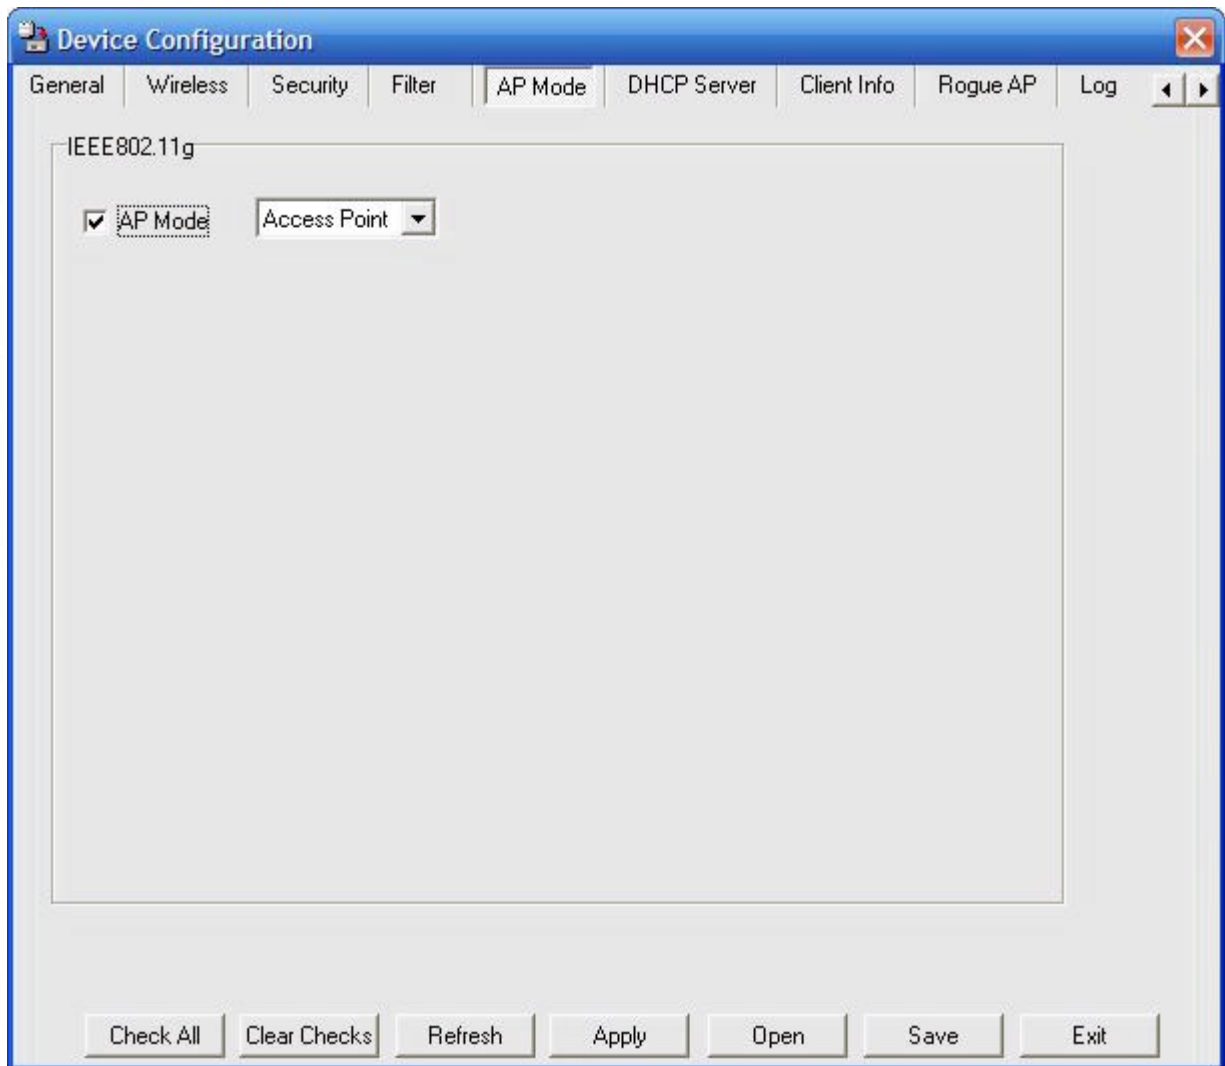 Device Configuration
General Wireless Security Filter AP Mode DHCP Server Client Info Rogue AP Log
IEEE802.11g
AP Mode Access Point
Check All Clear Checks Refresh Apply Open Save Exit